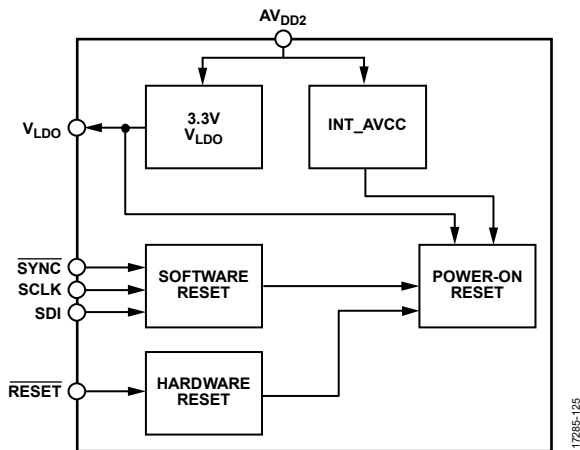 AVDD2
3.3V
VLDO
INT_AVCC
VLDO
SYNC
SCLK
SDI
SOFTWARE
RESET
POWER-ON
RESET
RESET
HARDWARE
RESET
17285-125